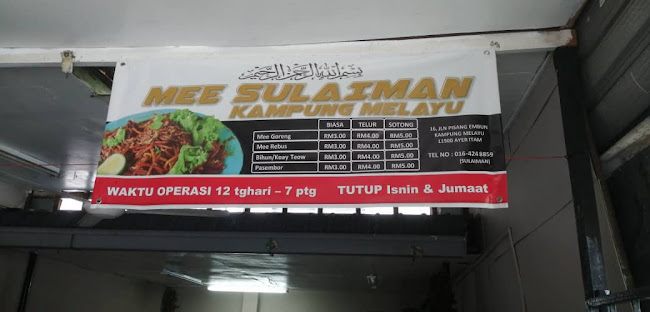 بسم الله الرحمن الرحيم
MEE SULAIMAN
KAMPUNG MELAYU
BIASA TELUR SOTONG
Mee Goreng RM3.00 RM4.00 RM5.00
Mee Rebus RM3.00 RM4.00 RM5.00
Bihun/Keay Teow RM3.00 RM4.00 RM5.00
Pasembor RM3.00 RM4.00 RM5.00
16, JLN PISANG EMBUN
KAMPUNG MELAYU
11500 AYER ITAM
TEL NO : 016-424 8859
(SULAIMAN)
WAKTU OPERASI 12 tghari – 7 ptg TUTUP Isnin & Jumaat